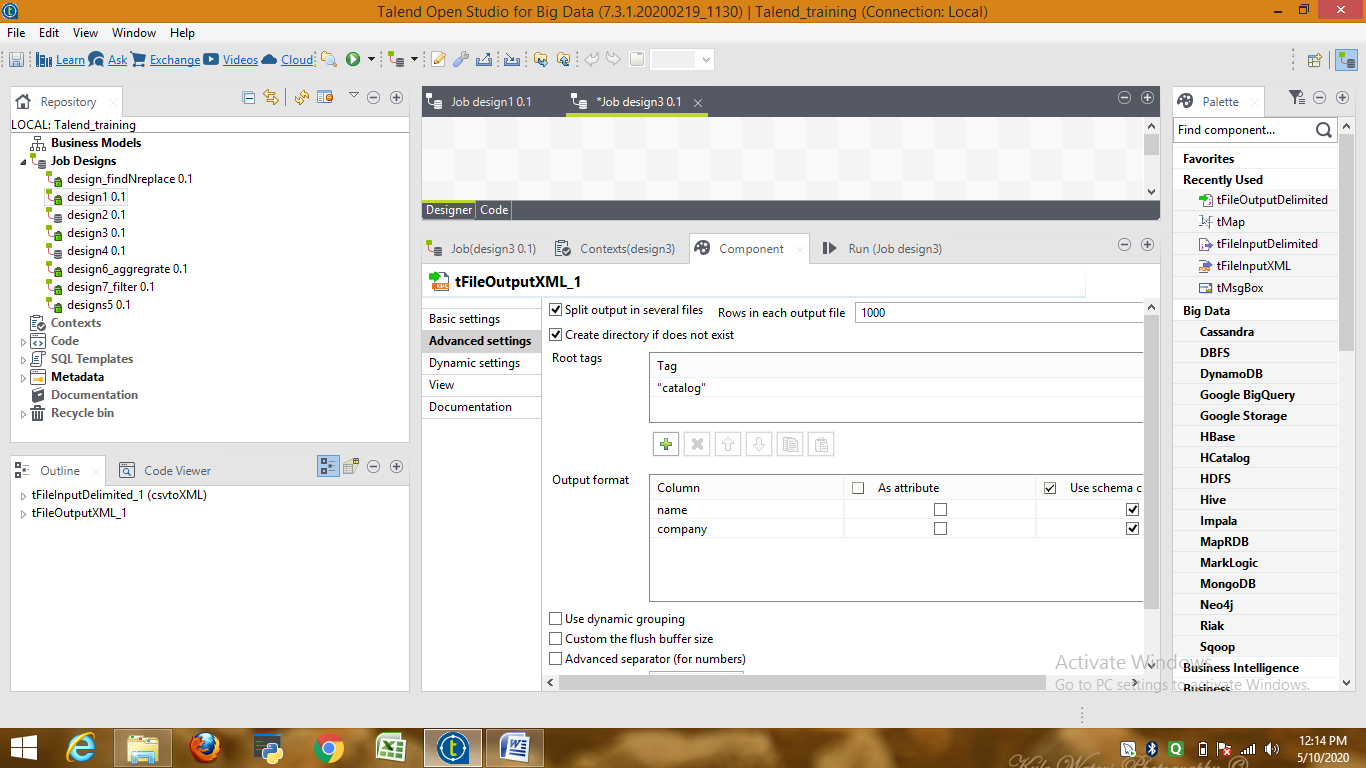 Talend Open Studio for Big Data (7.3.1.20200219_1130) | Talend_training (Connection: Local)
File Edit View Window Help
Learn Ask Exchange Videos Cloud
Repository
LOCAL: Talend_training
Business Models
Job Designs
design_findNreplace 0.1
design1 0.1
design2 0.1
design3 0.1
design4 0.1
design6_aggregrate 0.1
design7_filter 0.1
designs5 0.1
Contexts
Code
SQL Templates
Metadata
Documentation
Recycle bin
Outline Code Viewer
tFileInputDelimited_1 (csvtoXML)
tFileOutputXML_1
Job design1 0.1 *Job design3 0.1
Designer Code
Job(design3 0.1) Contexts(design3) Component Run (Job design3)
tFileOutputXML_1
Basic settings
Advanced settings
Dynamic settings
View
Documentation
Split output in several files Rows in each output file 1000
Create directory if does not exist
Root tags
Tag
"catalog"
Output format
Column As attribute Use schema c
name
company
Use dynamic grouping
Custom the flush buffer size
Advanced separator (for numbers)
Palette
Find component...
Favorites
Recently Used
tFileOutputDelimited
tMap
tFileInputDelimited
tFileInputXML
tMsgBox
Big Data
Cassandra
DBFS
DynamoDB
Google BigQuery
Google Storage
HBase
HCatalog
HDFS
Hive
Impala
MapRDB
MarkLogic
MongoDB
Neo4j
Riak
Sqoop
Business Intelligence
Business
Activate Windows
Go to PC settings to activate Windows.
12:14 PM
5/10/2020